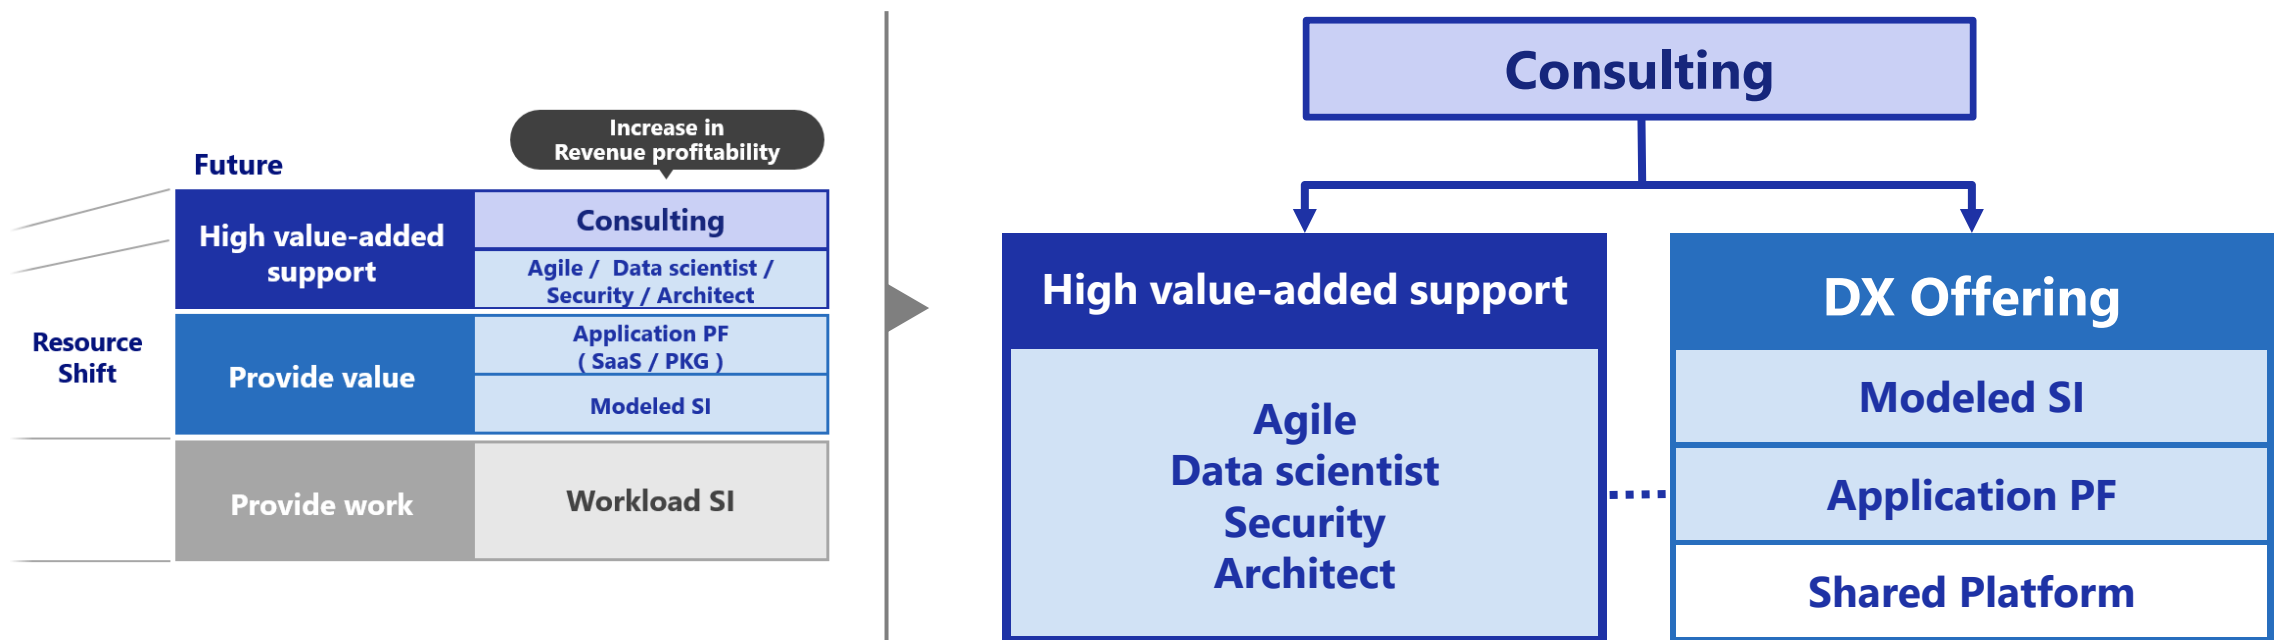 Increase in
Revenue profitability
Future
High value-added
support
Consulting
Agile / Data scientist /
Security / Architect
Resource
Shift
Provide value
Application PF
( SaaS / PKG )
Modeled SI
Provide work
Workload SI
Consulting
High value-added support
Agile
Data scientist
Security
Architect
DX Offering
Modeled SI
Application PF
Shared Platform